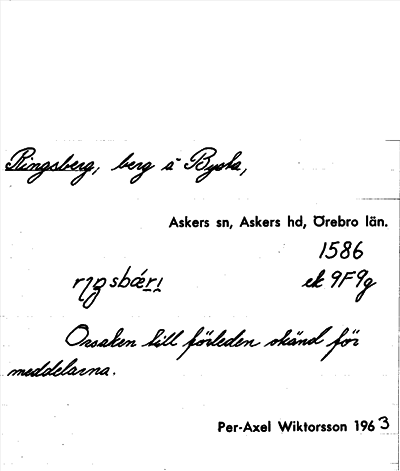 Ringsberg, berg å Bysta,
Askers sn, Askers hd, Örebro län.
1586
ek 9F9g
Orsaken till förleden okänd för
meddelarna.
Per-Axel Wiktorsson 1963